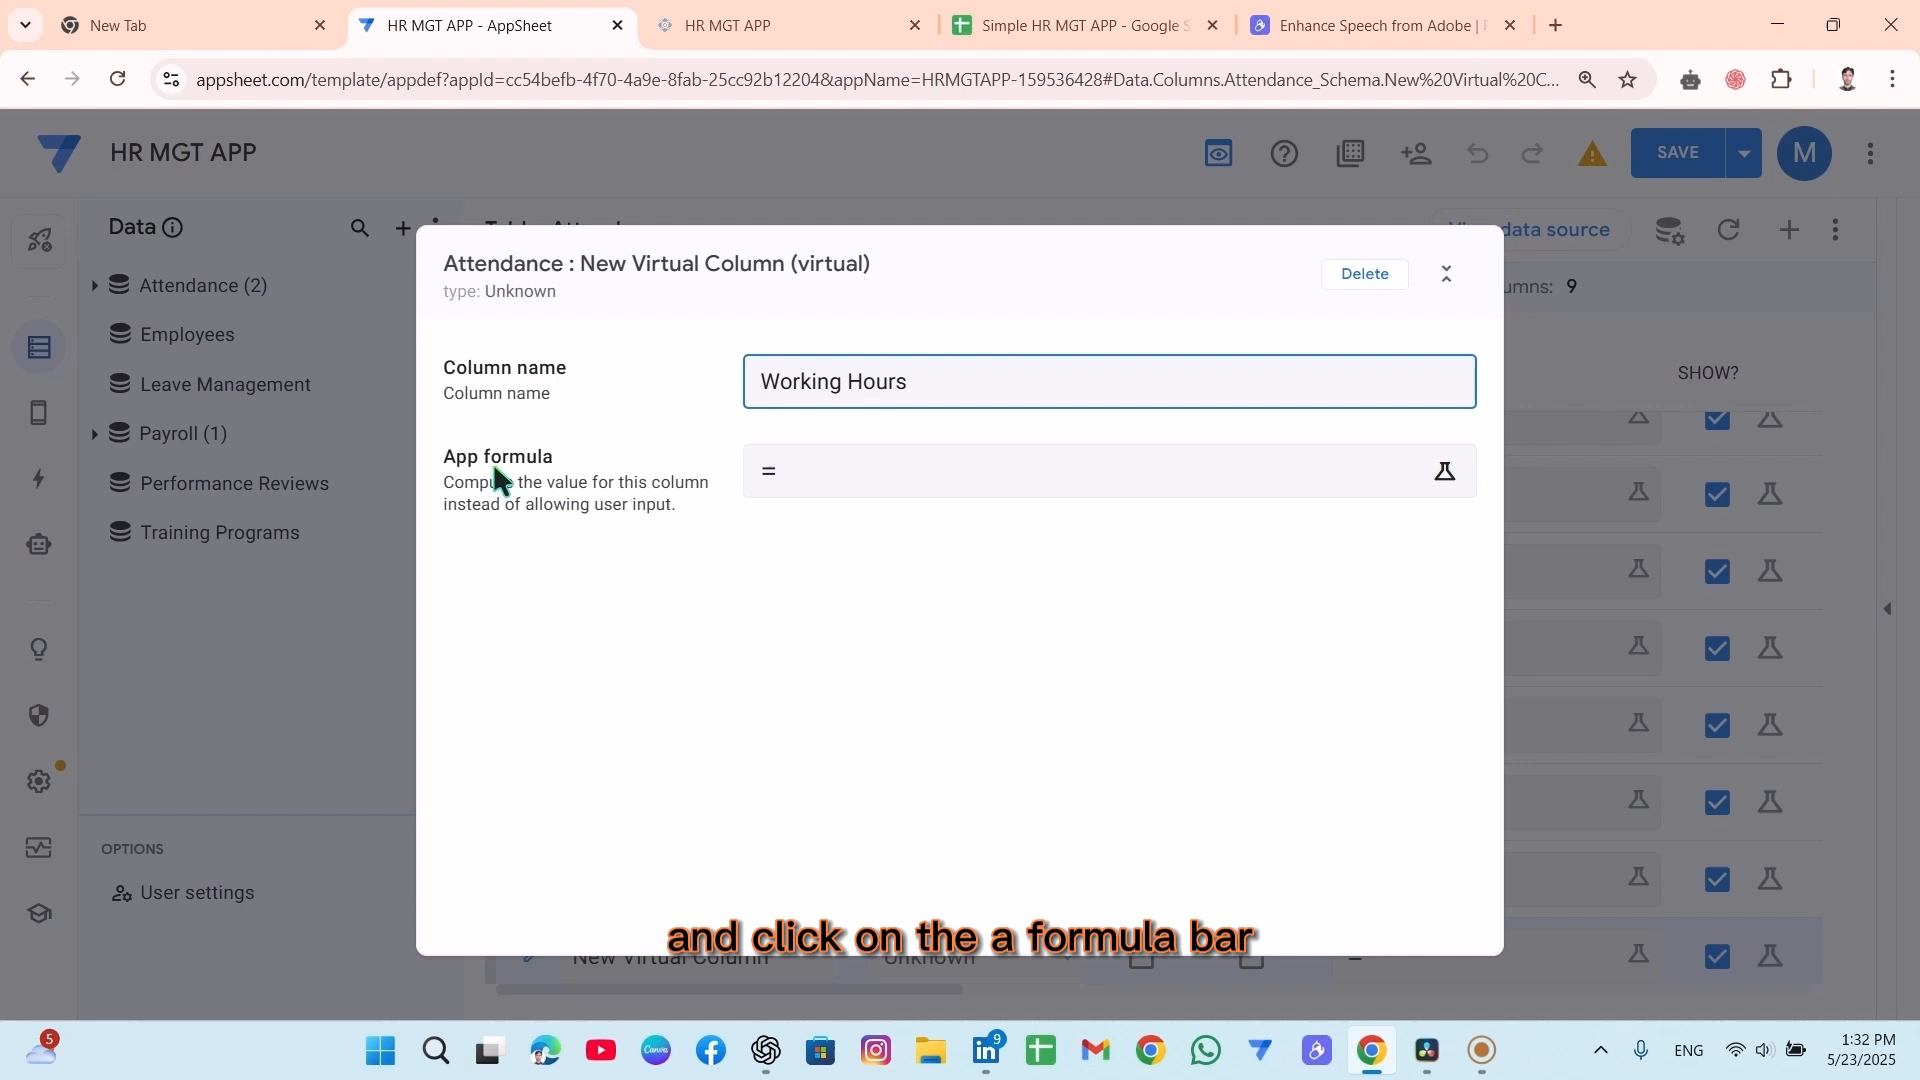 New Tab
HR MGT APP - AppSheet
HR MGT APP
Simple HR MGT APP - Google S
Enhance Speech from Adobe |
appsheet.com/template/appdef?appId=cc54befb-4f70-4a9e-8fab-25cc92b12204&appName=HRMGTAPP-159536428#Data.Columns.Attendance_Schema.New%20Virtual%20C...
HR MGT APP
SAVE
M
Data
data source
Attendance : New Virtual Column (virtual)
type: Unknown
Delete
umns: 9
Attendance (2)
Employees
Leave Management
Payroll (1)
Performance Reviews
Training Programs
Column name
Column name
Working Hours
SHOW?
App formula
Compute the value for this column
instead of allowing user input.
=
OPTIONS
User settings
and click on the a formula bar
New Virtual Column
Unknown
=
5
Canva
9
ENG
1:32 PM
5/23/2025